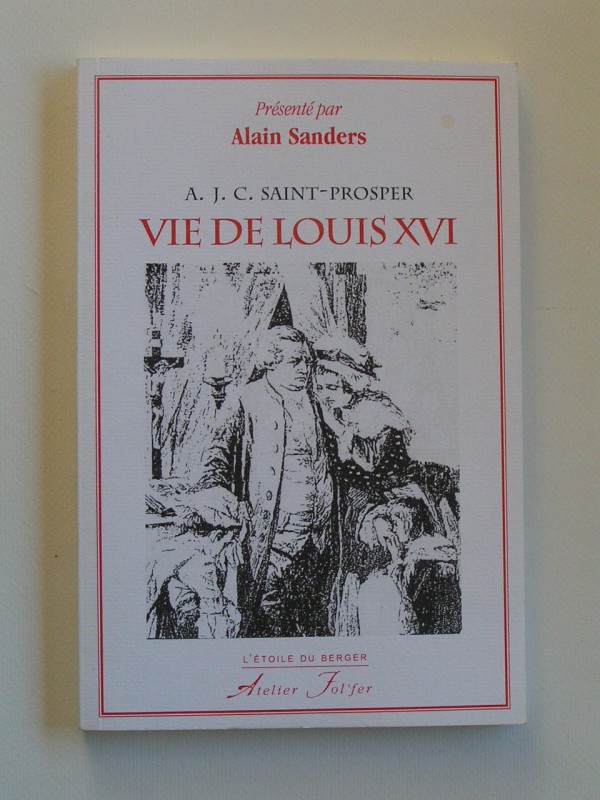 Présenté par
Alain Sanders
A. J. C. SAINT-PROSPER
VIE DE LOUIS XVI
L'ÉTOILE DU BERGER
Atelier Fol'fer